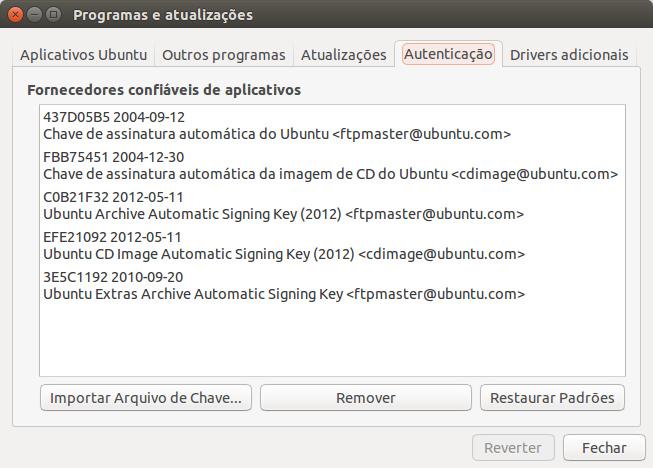 Programas e atualizações
Aplicativos Ubuntu Outros programas Atualizações Autenticação Drivers adicionais
Fornecedores confiáveis de aplicativos
437D05B5 2004-09-12
Chave de assinatura automática do Ubuntu <ftpmaster@ubuntu.com>
FBB75451 2004-12-30
Chave de assinatura automática da imagem de CD do Ubuntu <cdimage@ubuntu.com>
C0B21F32 2012-05-11
Ubuntu Archive Automatic Signing Key (2012) <ftpmaster@ubuntu.com>
EFE21092 2012-05-11
Ubuntu CD Image Automatic Signing Key (2012) <cdimage@ubuntu.com>
3E5C1192 2010-09-20
Ubuntu Extras Archive Automatic Signing Key <ftpmaster@ubuntu.com>
Importar Arquivo de Chave... Remover Restaurar Padrões
Reverter Fechar